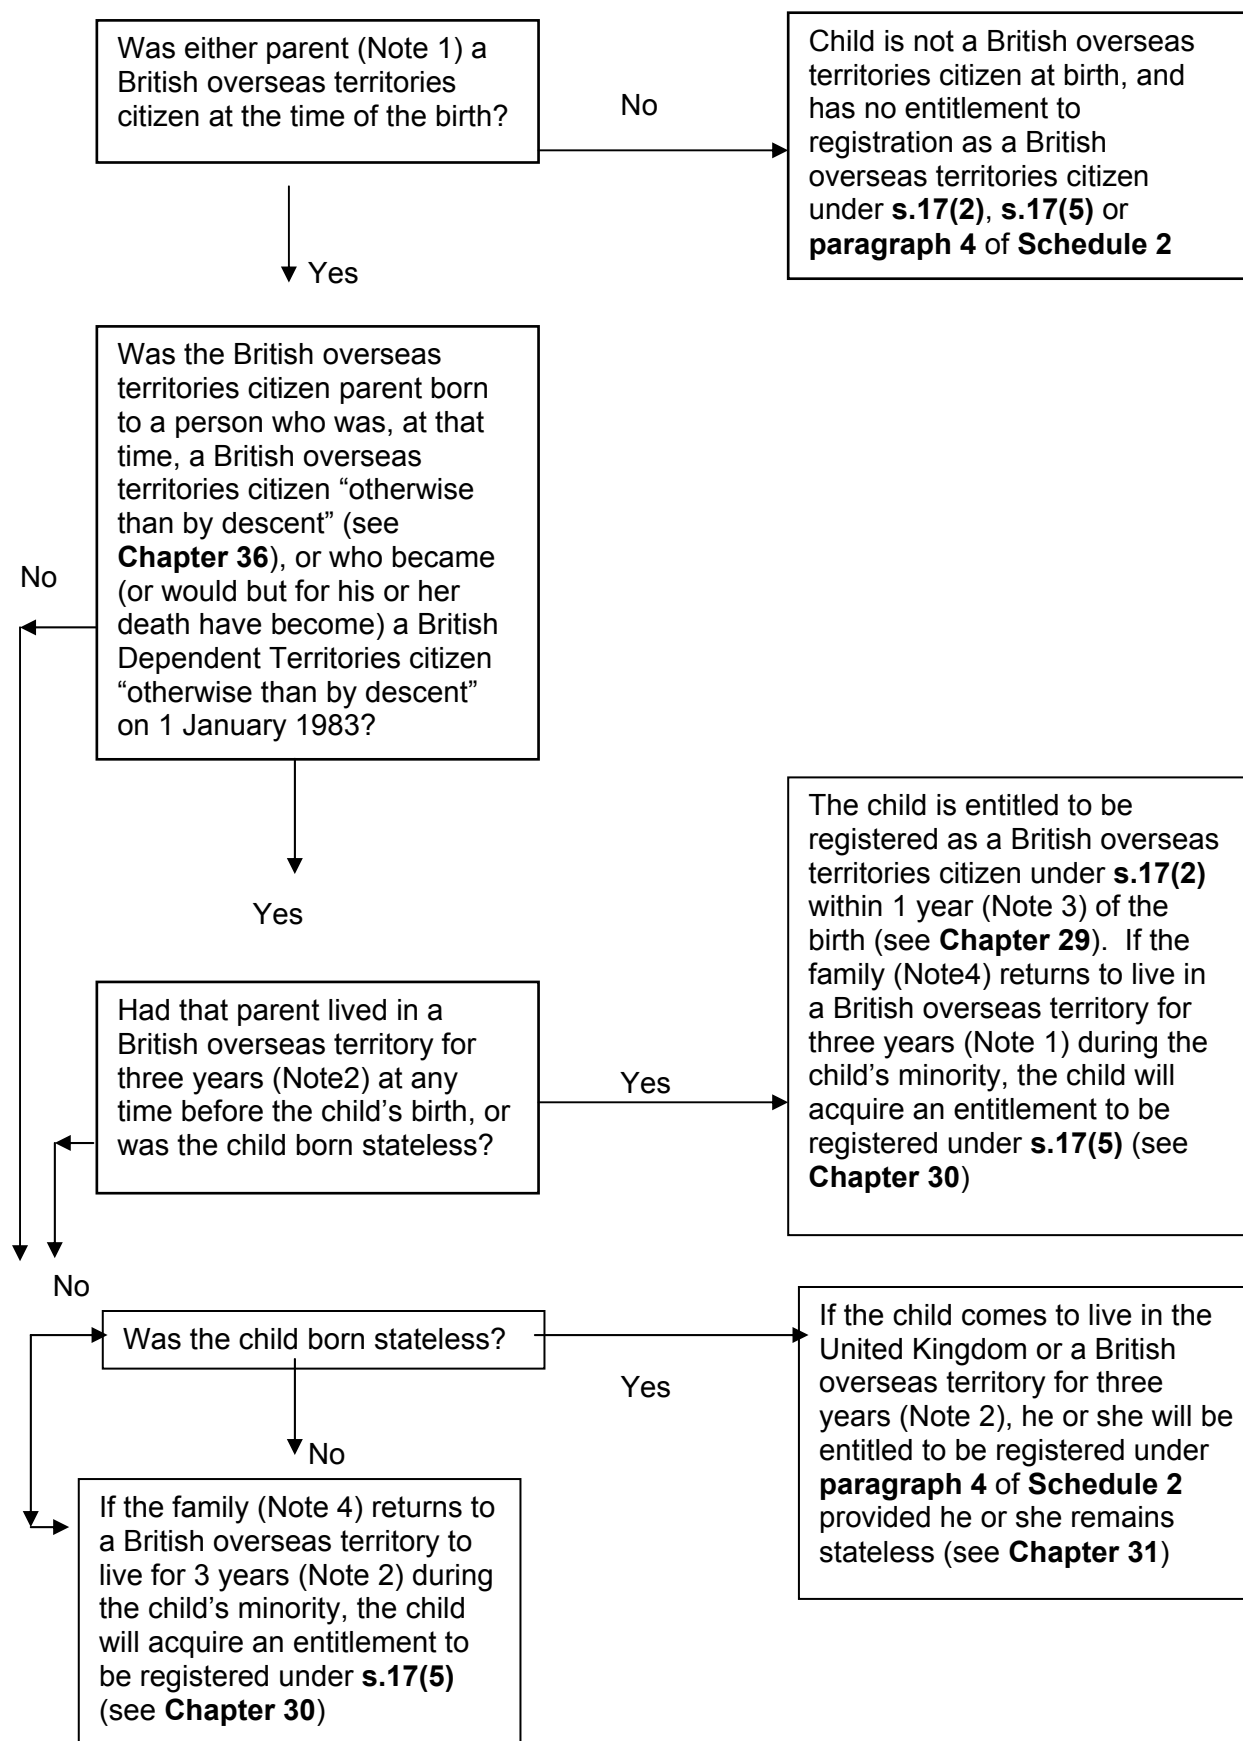 Was either parent (Note 1) a
British overseas territories
citizen at the time of the birth?
No
Child is not a British overseas
territories citizen at birth, and
has no entitlement to
registration as a British
overseas territories citizen
under s.17(2), s.17(5) or
paragraph 4 of Schedule 2
Yes
Was the British overseas
territories citizen parent born
to a person who was, at that
time, a British overseas
territories citizen “otherwise
than by descent” (see
Chapter 36), or who became
(or would but for his or her
death have become) a British
Dependent Territories citizen
“otherwise than by descent”
on 1 January 1983?
No
Yes
Had that parent lived in a
British overseas territory for
three years (Note2) at any
time before the child’s birth, or
was the child born stateless?
Yes
The child is entitled to be
registered as a British overseas
territories citizen under s.17(2)
within 1 year (Note 3) of the
birth (see Chapter 29).  If the
family (Note4) returns to live in
a British overseas territory for
three years (Note 1) during the
child’s minority, the child will
acquire an entitlement to be
registered under s.17(5) (see
Chapter 30)
No
Was the child born stateless?
Yes
If the child comes to live in the
United Kingdom or a British
overseas territory for three
years (Note 2), he or she will be
entitled to be registered under
paragraph 4 of Schedule 2
provided he or she remains
stateless (see Chapter 31)
No
If the family (Note 4) returns to
a British overseas territory to
live for 3 years (Note 2) during
the child’s minority, the child
will acquire an entitlement to
be registered under s.17(5)
(see Chapter 30)